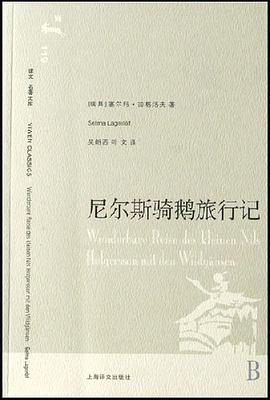 [瑞典] 塞尔玛·拉格洛夫 著
Selma Lagerlöf
吴朗西 叶文 译
尼尔斯骑鹅旅行记
Wunderbare Reise des kleinen Nils
Holgersson mit den Wildgänsen
上海译文出版社
B
译文名著文库
YIWEN CLASSICS
Wunderbare Reise des kleinen Nils Holgersson mit den Wildgänsen
Selma Lagerlöf